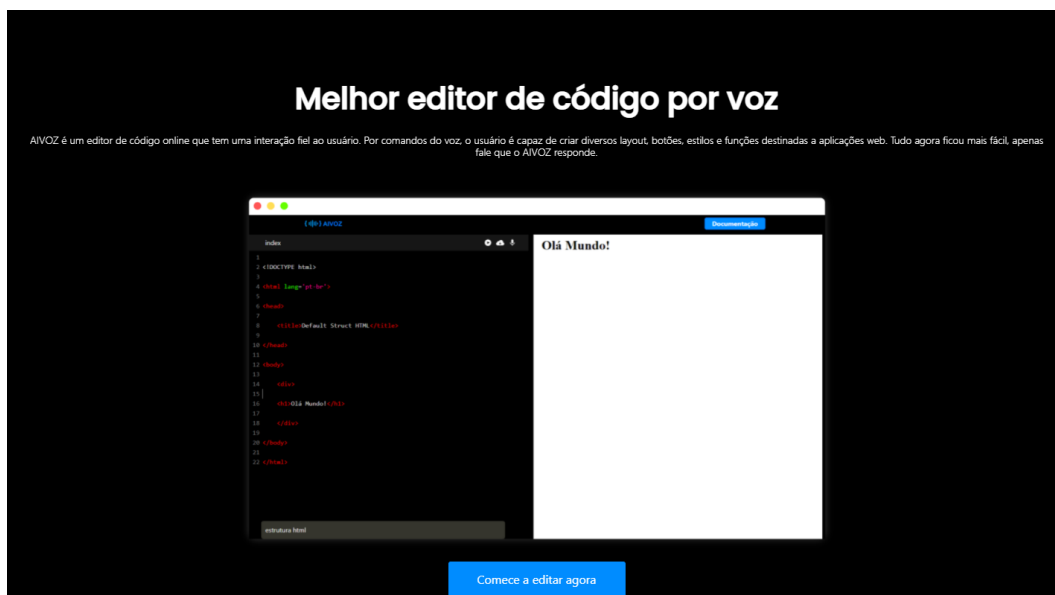 Melhor editor de código por voz
AIVOZ é um editor de código online que tem uma interação fiel ao usuário. Por comandos do voz, o usuário é capaz de criar diversos layout, botões, estilos e funções destinadas a aplicações web. Tudo agora ficou mais fácil, apenas
fale que o AIVOZ responde.
AIVOZ
Documentação
index
Olá Mundo!
1
2 <!DOCTYPE html>
3
4 <html lang='pt-br'>
5
6 <head>
7
8 <title>Default Struct HTML</title>
9
10 </head>
11
12 <body>
13
14 <div>
15
16 <h1>Olá Mundo!</h1>
17
18 </div>
19
20 </body>
21
22 </html>
estrutura html
Comece a editar agora